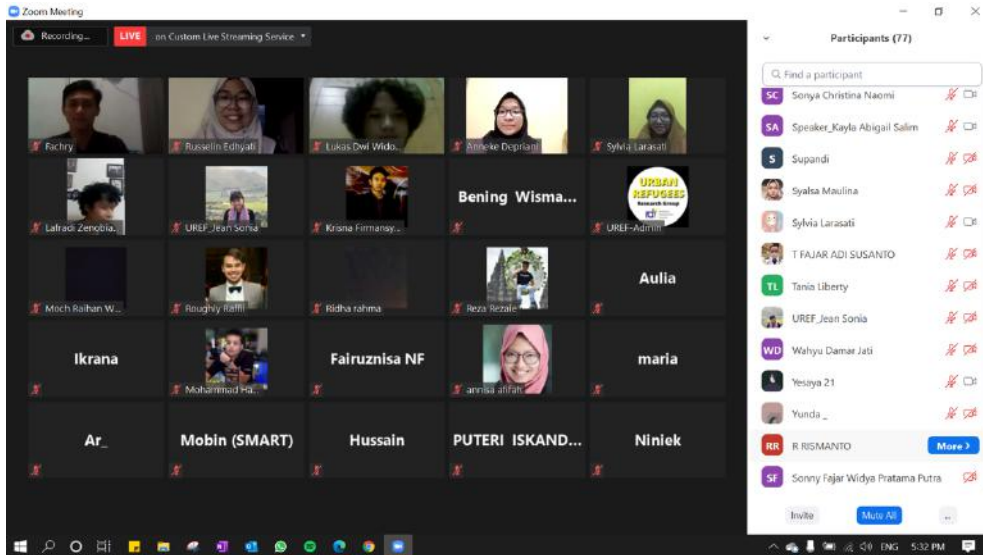 Zoom Meeting
Recording...
LIVE on Custom Live Streaming Service
Fachry
Russelin Edhyati
Lukas Dwi Wido...
Anneke Depriani
Sylvia Larasati
Lafradi Zenobia...
UREF_Jean Sonia
Krisna Firmansy...
Bening Wisma...
URBAN REFUGEES
Research Group
UREF-Admin
Moch Raihan W...
Roughly Raffli
Ridha rahma
Reza Rezaie
Aulia
Ikrana
Mohammad Ha...
Fairuznisa NF
annisa afifah
maria
Ar_
Mobin (SMART)
Hussain
PUTERI ISKAND...
Niniek
Participants (77)
Find a participant
SC Sonya Christina Naomi
SA Speaker_Kayla Abigail Salim
S Supandi
Syalsa Maulina
Sylvia Larasati
T FAJAR ADI SUSANTO
TL Tania Liberty
UREF_Jean Sonia
WD Wahyu Damar Jati
Yesaya 21
Yunda _
RR R RISMANTO More >
SF Sonny Fajar Widya Pratama Putra
Invite Mute All ...
ENG 5:32 PM